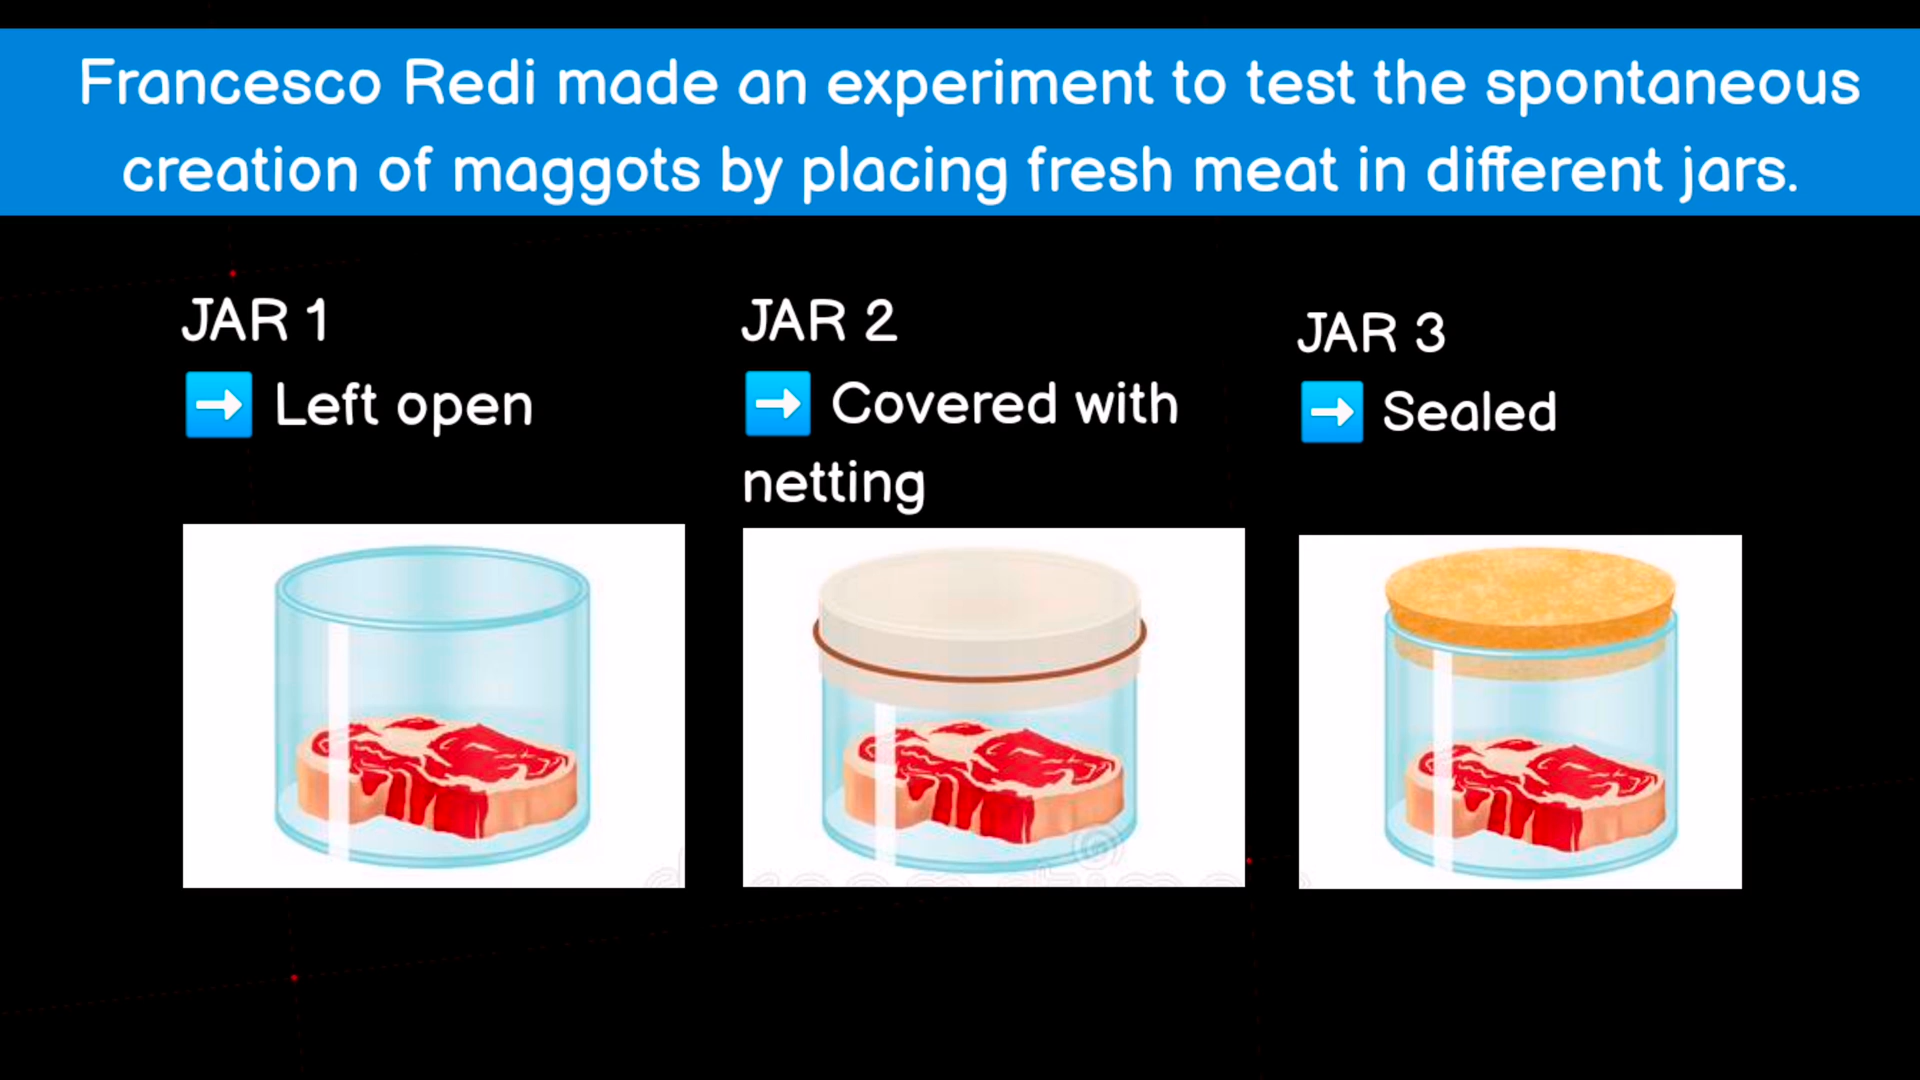 Francesco Redi made an experiment to test the spontaneous
creation of maggots by placing fresh meat in different jars.
JAR 1
➡ Left open
JAR 2
➡ Covered with
netting
JAR 3
➡ Sealed